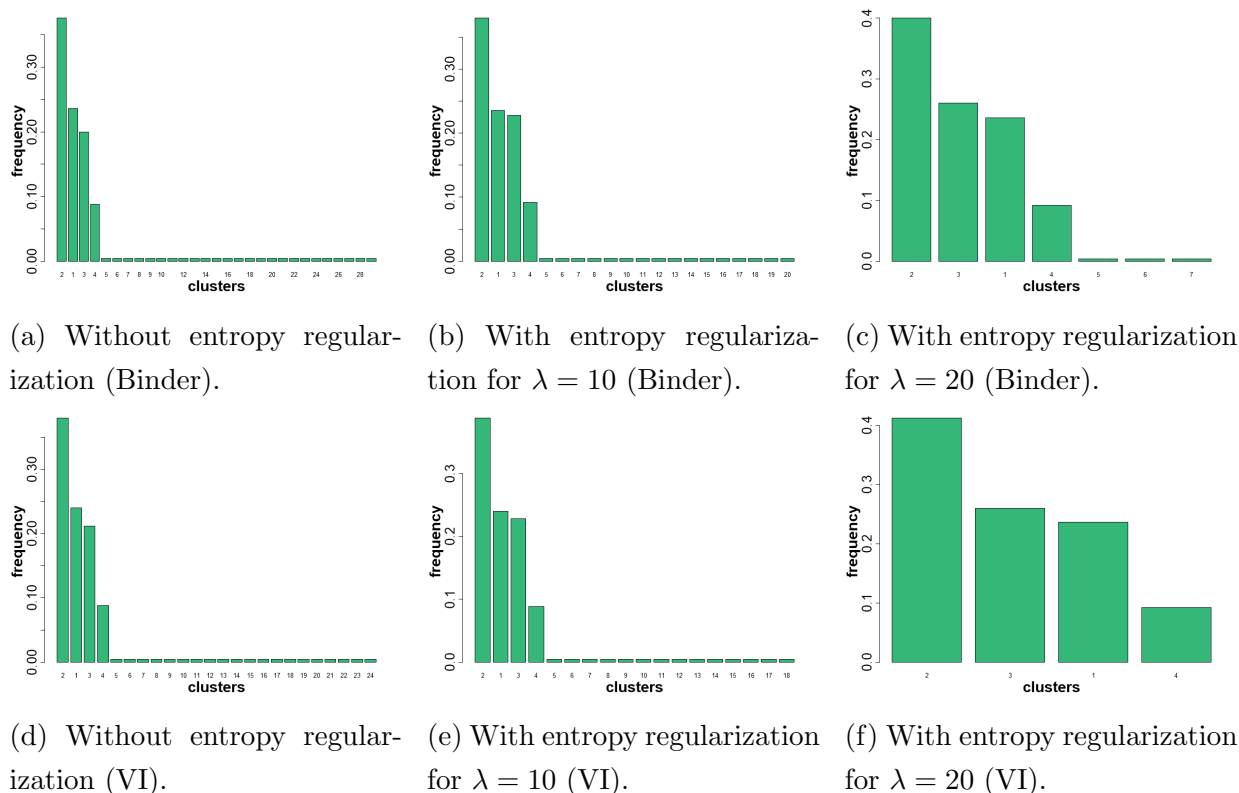 0.00 0.10 0.20 0.30
frequency
2 1 3 4 5 6 7 8 9 10 12 14 16 18 20 22 24 26 28
clusters
0.00 0.10 0.20 0.30
frequency
2 1 3 4 5 6 7 8 9 10 11 12 13 14 15 16 17 18 19 20
clusters
0.0 0.1 0.2 0.3 0.4
frequency
2 3 1 4 5 6 7
clusters
(a) Without entropy regular-
ization (Binder).
(b) With entropy regulariza-
tion for λ = 10 (Binder).
(c) With entropy regularization
for λ = 20 (Binder).
0.00 0.10 0.20 0.30
frequency
2 1 3 4 5 6 7 8 9 10 11 12 13 14 15 16 17 18 19 20 21 22 23 24
clusters
0.0 0.1 0.2 0.3
frequency
2 1 3 4 5 6 7 8 9 10 11 12 13 14 15 16 17 18
clusters
0.0 0.1 0.2 0.3 0.4
frequency
2 3 1 4
clusters
(d) Without entropy regular-
ization (VI).
(e) With entropy regularization
for λ = 10 (VI).
(f) With entropy regularization
for λ = 20 (VI).